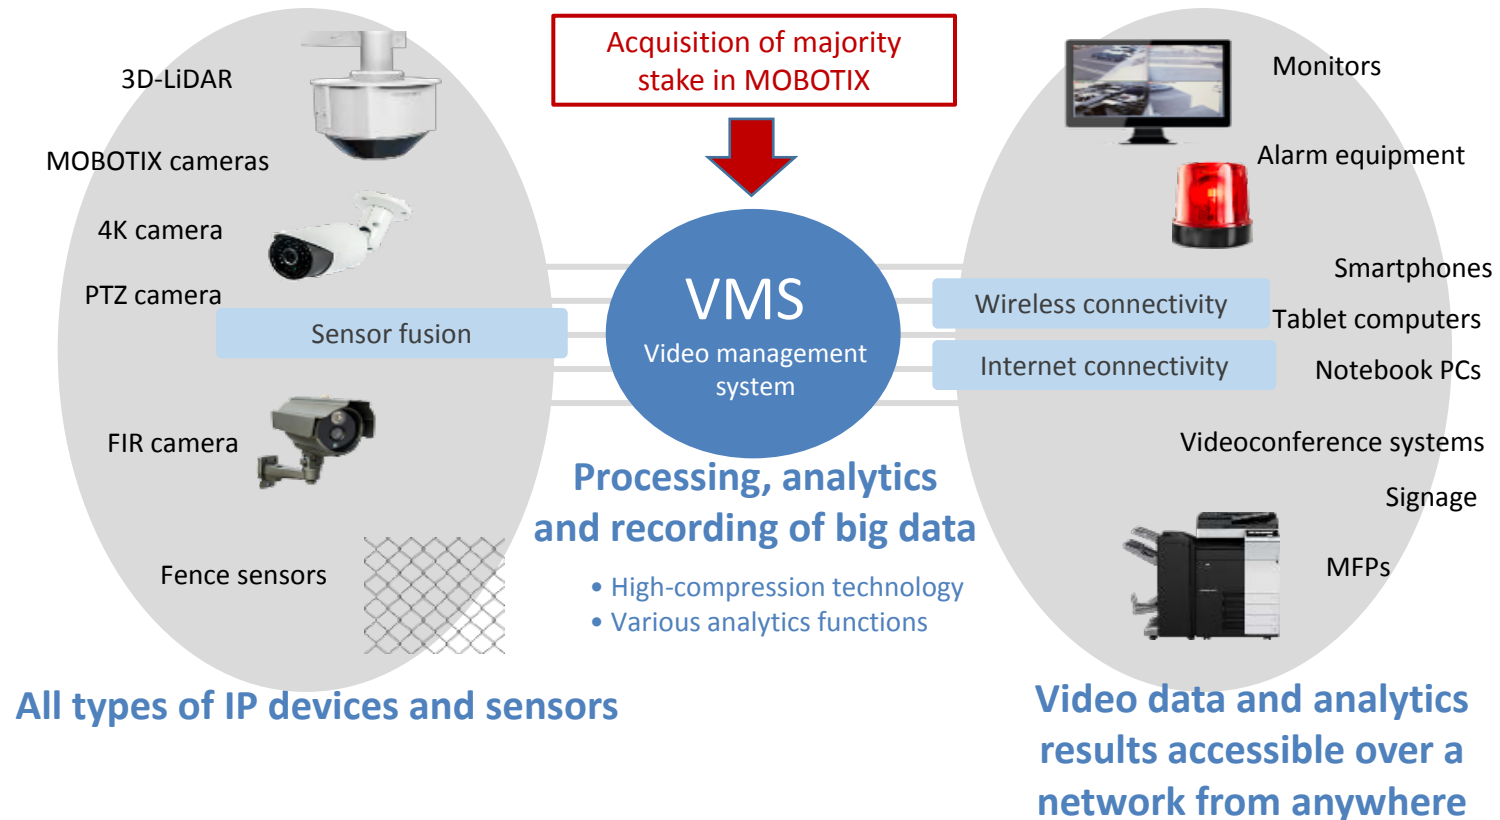 Acquisition of majority
stake in MOBOTIX
3D-LiDAR
MOBOTIX cameras
4K camera
PTZ camera
Sensor fusion
FIR camera
Fence sensors
All types of IP devices and sensors
VMS
Video management
system
Processing, analytics
and recording of big data
• High-compression technology
• Various analytics functions
Monitors
Alarm equipment
Smartphones
Wireless connectivity
Tablet computers
Internet connectivity
Notebook PCs
Videoconference systems
Signage
MFPs
Video data and analytics
results accessible over a
network from anywhere